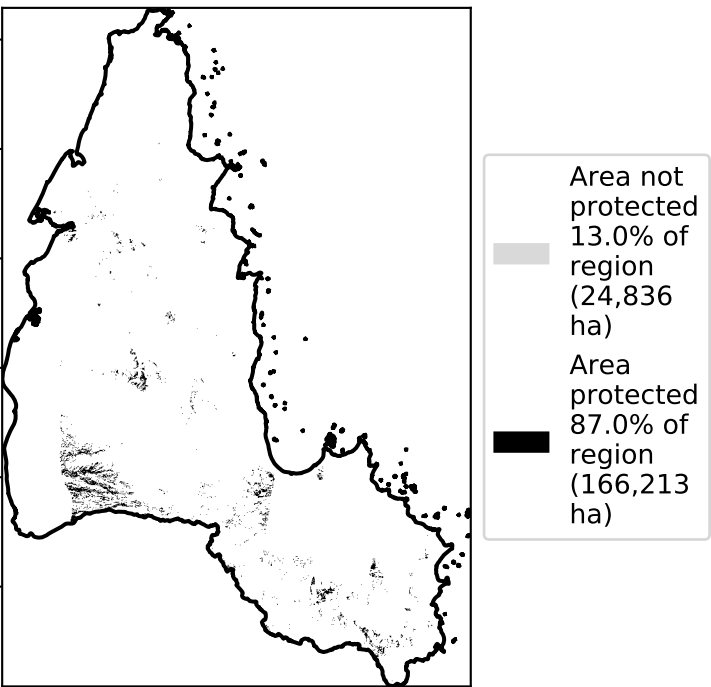 Area not
protected
13.0% of
region
(24,836
ha)
Area
protected
87.0% of
region
(166,213
ha)